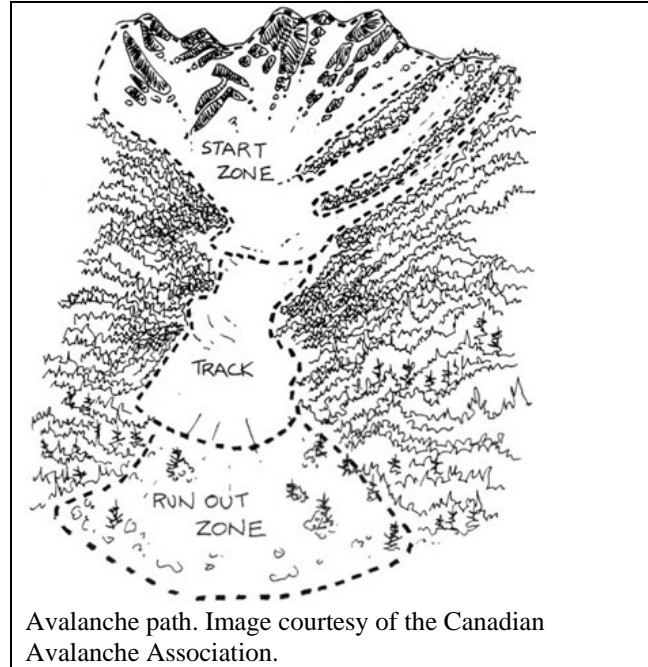 START
ZONE
TRACK
RUN OUT
ZONE
Avalanche path. Image courtesy of the Canadian
Avalanche Association.